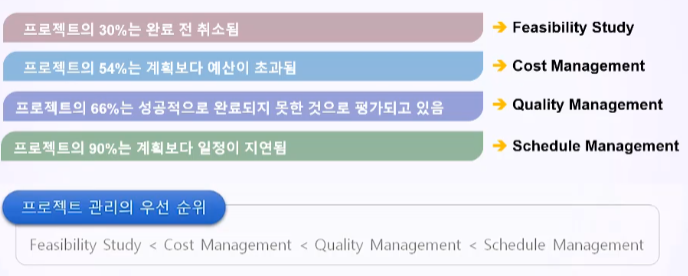 프로젝트의 30%는 완료 전 취소됨 ➔ Feasibility Study
프로젝트의 54%는 계획보다 예산이 초과됨 ➔ Cost Management
프로젝트의 66%는 성공적으로 완료되지 못한 것으로 평가되고 있음 ➔ Quality Management
프로젝트의 90%는 계획보다 일정이 지연됨 ➔ Schedule Management
프로젝트 관리의 우선 순위
Feasibility Study < Cost Management < Quality Management < Schedule Management